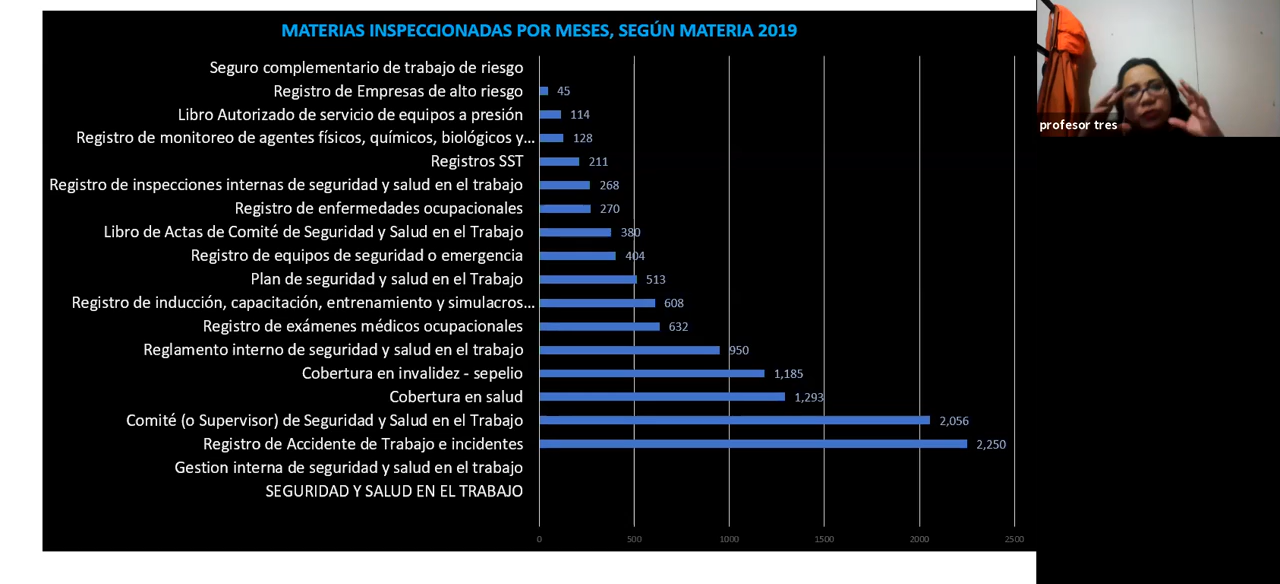 MATERIAS INSPECCIONADAS POR MESES, SEGÚN MATERIA 2019
Seguro complementario de trabajo de riesgo
Registro de Empresas de alto riesgo 45
Libro Autorizado de servicio de equipos a presión 114
Registro de monitoreo de agentes físicos, químicos, biológicos y... 128
Registros SST 211
Registro de inspecciones internas de seguridad y salud en el trabajo 268
Registro de enfermedades ocupacionales 270
Libro de Actas de Comité de Seguridad y Salud en el Trabajo 380
Registro de equipos de seguridad o emergencia 404
Plan de seguridad y salud en el Trabajo 513
Registro de inducción, capacitación, entrenamiento y simulacros... 608
Registro de exámenes médicos ocupacionales 632
Reglamento interno de seguridad y salud en el trabajo 950
Cobertura en invalidez - sepelio 1,185
Cobertura en salud 1,293
Comité (o Supervisor) de Seguridad y Salud en el Trabajo 2,056
Registro de Accidente de Trabajo e incidentes 2,250
Gestion interna de seguridad y salud en el trabajo
SEGURIDAD Y SALUD EN EL TRABAJO
0 500 1000 1500 2000 2500
profesor tres